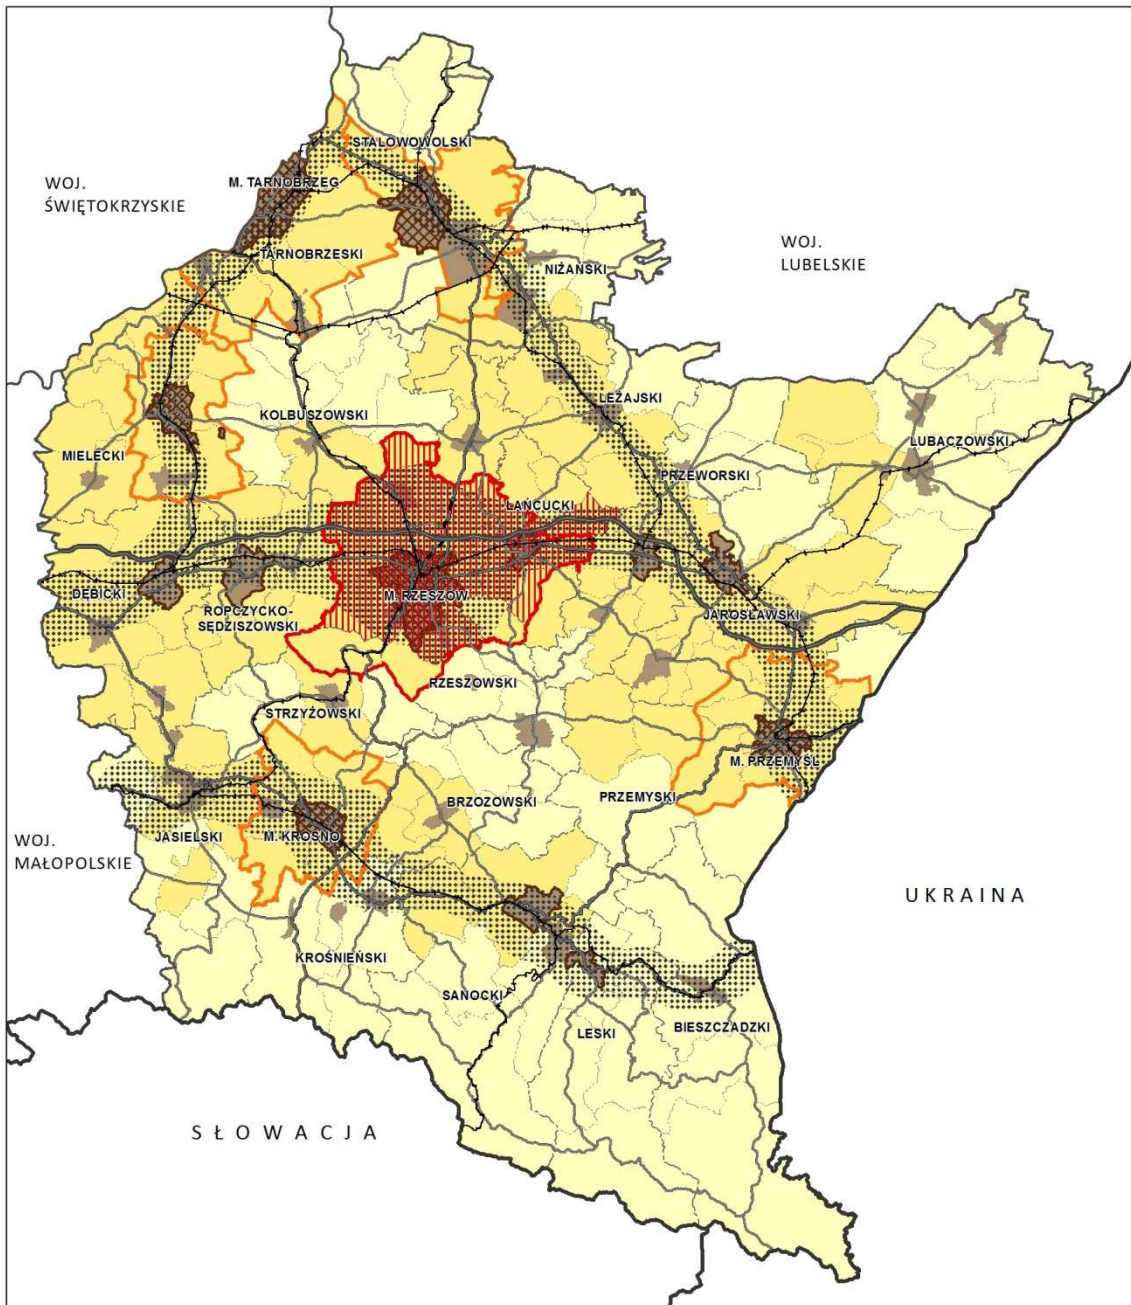 STALOWOWOLSKI
WOJ.
ŚWIĘTOKRZYSKIE
M. TARNOBRZEG
WOJ.
LUBELSKIE
TARNOBRZESKI
NIŻAŃSKI
LEŻAJSKI
KOLBUSZOWSKI
LUBACZOWSKI
MIELECKI
PRZEWORSKI
ŁAŃCUCKI
DĘBICKI
M. RZESZÓW
ROPCZYCKO-
SĘDZISZOWSKI
JAROSŁAWSKI
RZESZOWSKI
STRZYŻOWSKI
M. PRZEMYŚL
PRZEMYSKI
BRZOZOWSKI
WOJ.
MAŁOPOLSKIE
JASIELSKI
M. KROSNO
UKRAINA
KROŚNIEŃSKI
SANOCKI
LESKI
BIESZCZADZKI
SŁOWACJA